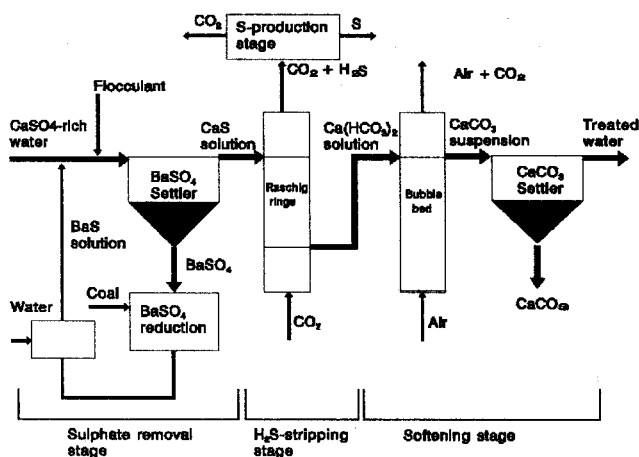 CO₂
S-production
stage
S
CO₂ + H₂S
Air + CO₂
Flocculant
CaSO4-rich
water
CaS
solution
Ca(HCO₃)₂
solution
CaCO₃
suspension
Treated
water
BaSO₄
Settler
Raschig
rings
Bubble
bed
CaCO₃
Settler
BaS
solution
BaSO₄
Water
Coal
BaSO₄
reduction
CO₂
Air
CaCO₃
Sulphate removal
stage
H₂S-stripping
stage
Softening stage